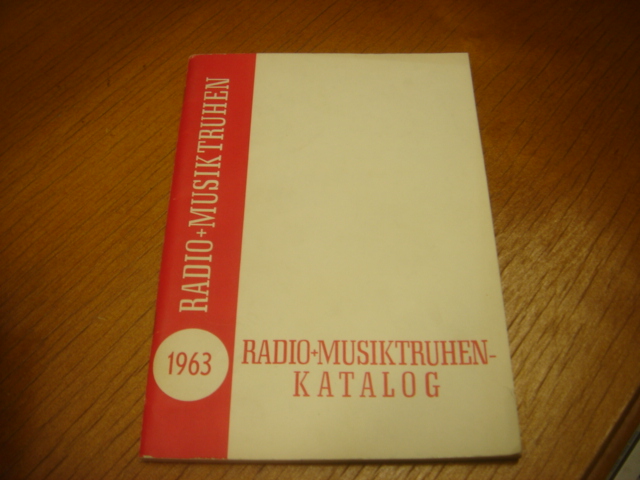 RADIO+MUSIKTRUHEN
1963
RADIO+MUSIKTRUHEN-
KATALOG